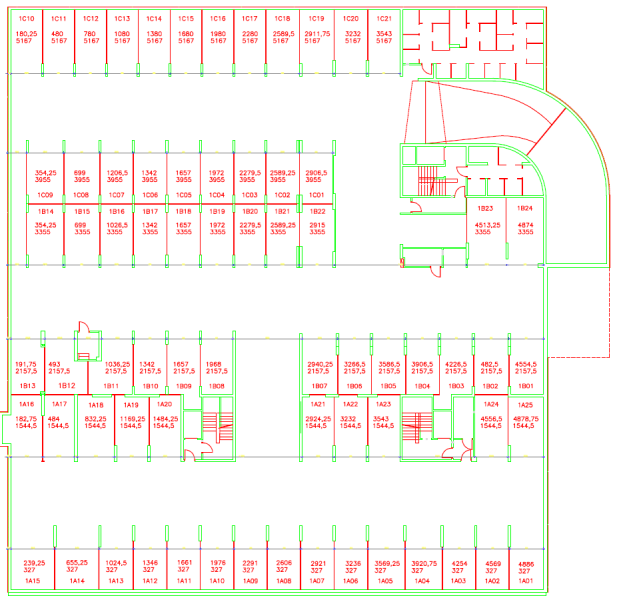 1C10 1C11 1C12 1C13 1C14 1C15 1C16 1C17 1C18 1C19 1C20 1C21
180,25 480 780 1080 1380 1680 1980 2280 2589,5 2911,75 3232 3543
5167 5167 5167 5167 5167 5167 5167 5167 5167 5167 5167 5167
354,25 699 1206,5 1342 1657 1972 2279,5 2589,25 2906,5
3955 3955 3955 3955 3955 3955 3955 3955 3955
1C09 1C08 1C07 1C06 1C05 1C04 1C03 1C02 1C01
1B14 1B15 1B16 1B17 1B18 1B19 1B20 1B21 1B22 1B23 1B24
354,25 699 1026,5 1342 1657 1972 2279,5 2589,25 2915 4513,25 4874
3355 3355 3355 3355 3355 3355 3355 3355 3355 3355 3355
191,75 493 1036,25 1342 1657 1968 2940,25 3266,5 3586,5 3906,5 4226,5 462,5 4554,5
2157,5 2157,5 2157,5 2157,5 2157,5 2157,5 2157,5 2157,5 2157,5 2157,5 2157,5 2157,5 2157,5
1B13 1B12 1B11 1B10 1B09 1B08 1B07 1B06 1B05 1B04 1B03 1B02 1B01
1A16 1A17 1A18 1A19 1A20 1A21 1A22 1A23 1A24 1A25
182,75 484 832,25 1169,25 1484,25 2924,25 3232 3543 4556,5 4878,75
1544,5 1544,5 1544,5 1544,5 1544,5 1544,5 1544,5 1544,5 1544,5 1544,5
239,25 655,25 1024,5 1346 1661 1976 2291 2606 2921 3236 3569,25 3920,75 4254 4569 4886
327 327 327 327 327 327 327 327 327 327 327 327 327 327 327
1A15 1A14 1A13 1A12 1A11 1A10 1A09 1A08 1A07 1A06 1A05 1A04 1A03 1A02 1A01